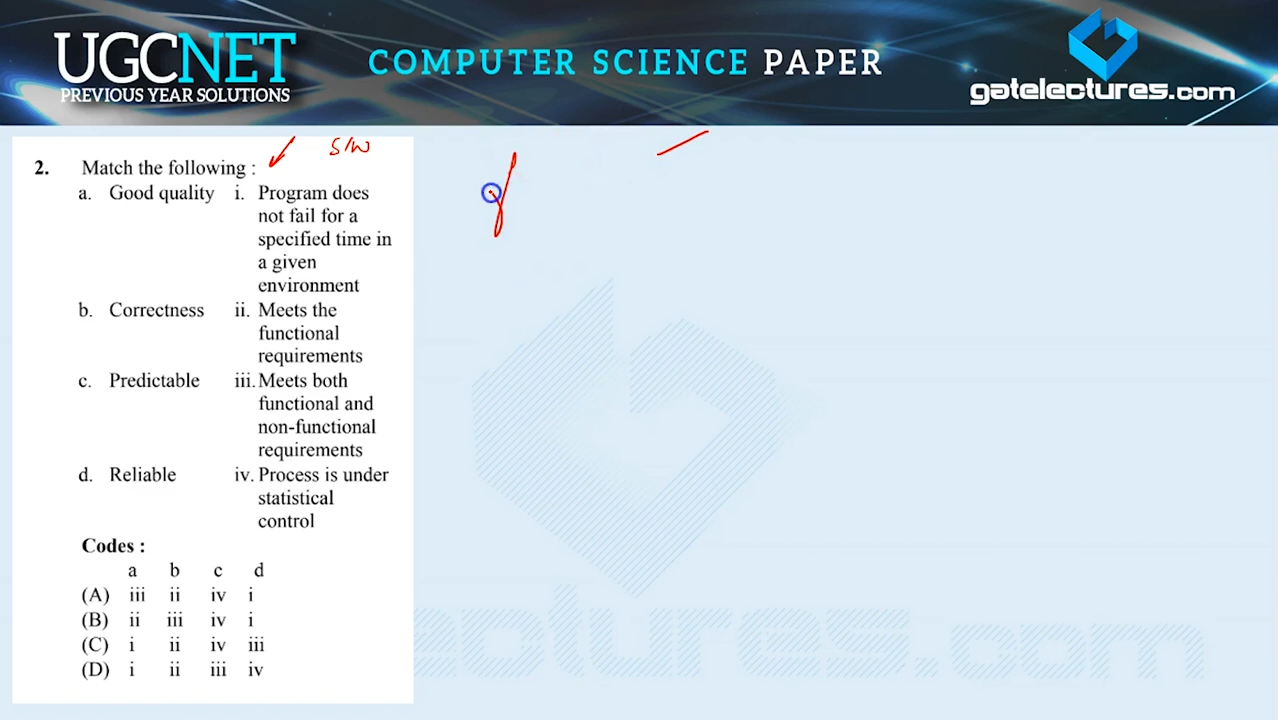 UGCNET
PREVIOUS YEAR SOLUTIONS
COMPUTER SCIENCE PAPER
gatelectures.com
S/W
2. Match the following :
a. Good quality i. Program does
not fail for a
specified time in
a given
environment
b. Correctness ii. Meets the
functional
requirements
c. Predictable iii. Meets both
functional and
non-functional
requirements
d. Reliable iv. Process is under
statistical
control
Codes :
a b c d
(A) iii ii iv i
(B) ii iii iv i
(C) i ii iv iii
(D) i ii iii iv
ectures.com